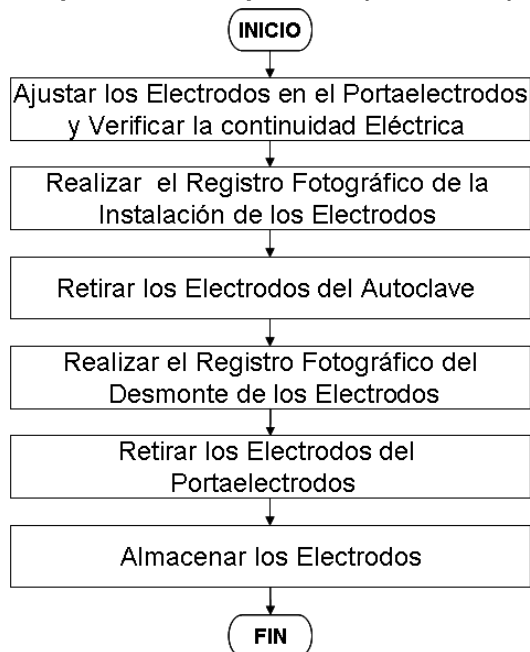 INICIO
Ajustar los Electrodos en el Portaelectrodos
y Verificar la continuidad Eléctrica
Realizar el Registro Fotográfico de la
Instalación de los Electrodos
Retirar los Electrodos del Autoclave
Realizar el Registro Fotográfico del
Desmonte de los Electrodos
Retirar los Electrodos del
Portaelectrodos
Almacenar los Electrodos
FIN